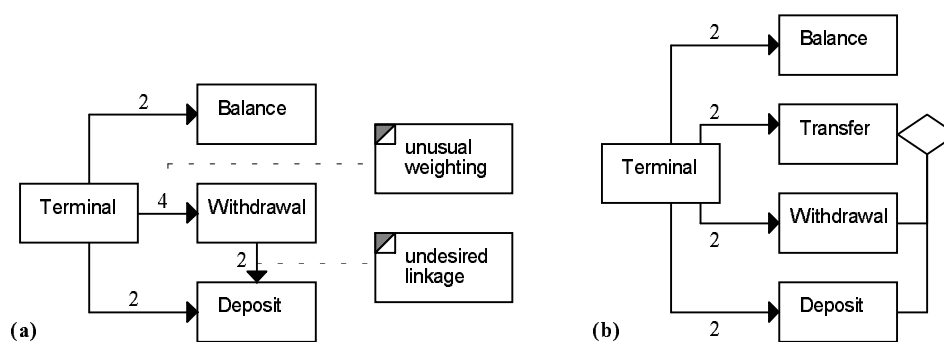 2
Balance
unusual
weighting
Terminal
4
Withdrawal
2
undesired
linkage
2
Deposit
(a)
2
Balance
2
Transfer
Terminal
Withdrawal
2
Deposit
2
(b)